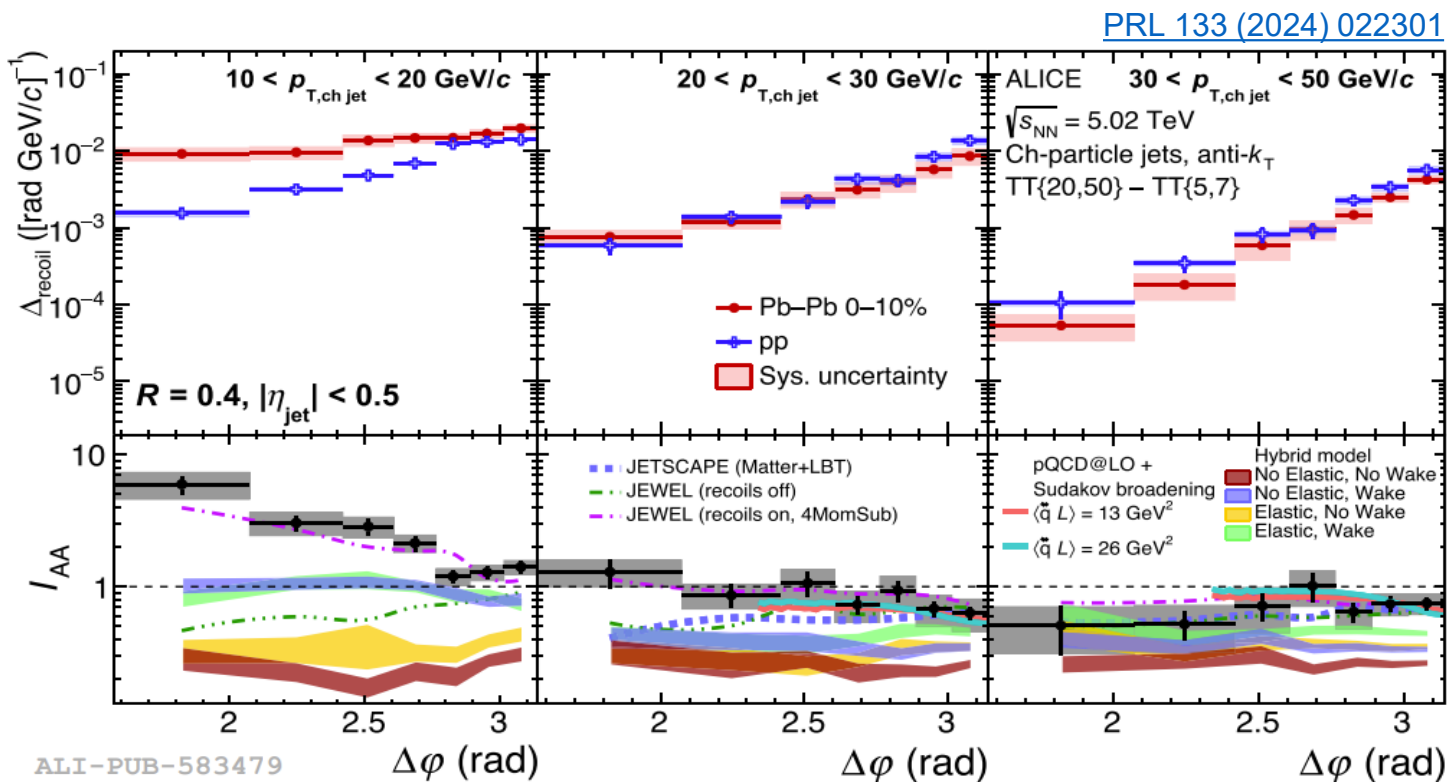 PRL 133 (2024) 022301
10 < p_T,ch jet < 20 GeV/c
20 < p_T,ch jet < 30 GeV/c
ALICE 30 < p_T,ch jet < 50 GeV/c
√s_NN = 5.02 TeV
Ch-particle jets, anti-k_T
TT{20,50} − TT{5,7}
Δ_recoil ([rad GeV/c]⁻¹)
10⁻¹
10⁻²
10⁻³
10⁻⁴
10⁻⁵
Pb−Pb 0−10%
pp
Sys. uncertainty
R = 0.4, |η_jet| < 0.5
I_AA
10
1
JETSCAPE (Matter+LBT)
JEWEL (recoils off)
JEWEL (recoils on, 4MomSub)
pQCD@LO +
Sudakov broadening
⟨q̂ L⟩ = 13 GeV²
⟨q̂ L⟩ = 26 GeV²
Hybrid model
No Elastic, No Wake
No Elastic, Wake
Elastic, No Wake
Elastic, Wake
2 2.5 3 2 2.5 3 2 2.5 3
ALI-PUB-583479 Δφ (rad) Δφ (rad) Δφ (rad)